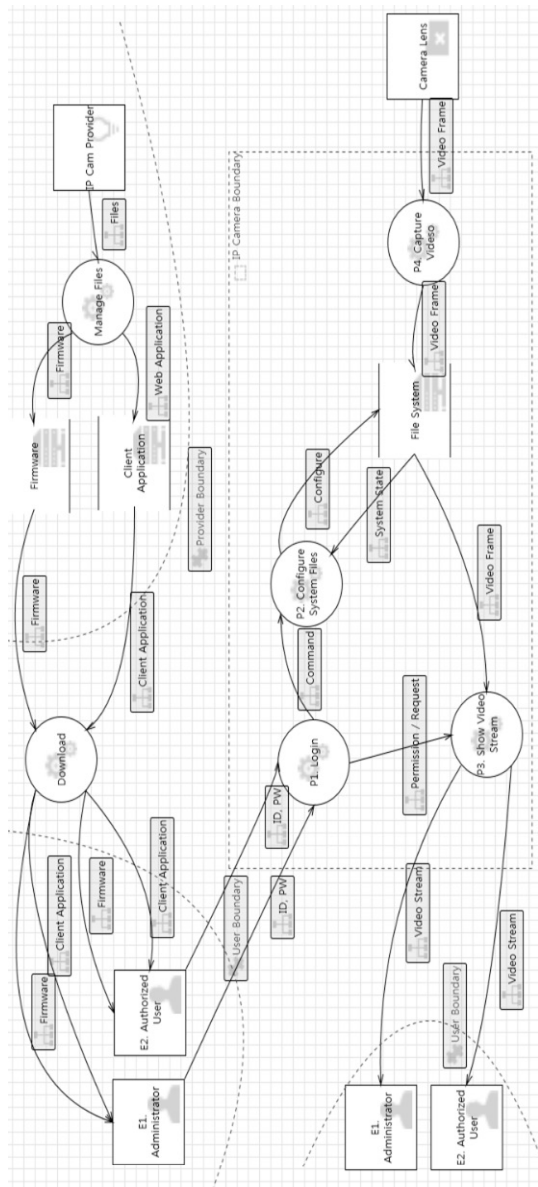 IP Cam Provider
Files
Manage Files
Firmware
Web Application
Firmware
Client
Application
Provider Boundary
Firmware
Client Application
Download
Firmware
Client Application
Firmware
Client Application
E1.
Administrator
E2. Authorized
User
User Boundary
ID, PW
ID, PW
Camera Lens
Video Frame
IP Camera Boundary
P4. Capture
Videso
Video Frame
File System
Configure
System State
P2. Configure
System Files
Video Frame
Command
P1. Login
Permission / Request
P3. Show Video
Stream
Video Stream
Video Stream
User Boundary
E1.
Administrator
E2. Authorized
User